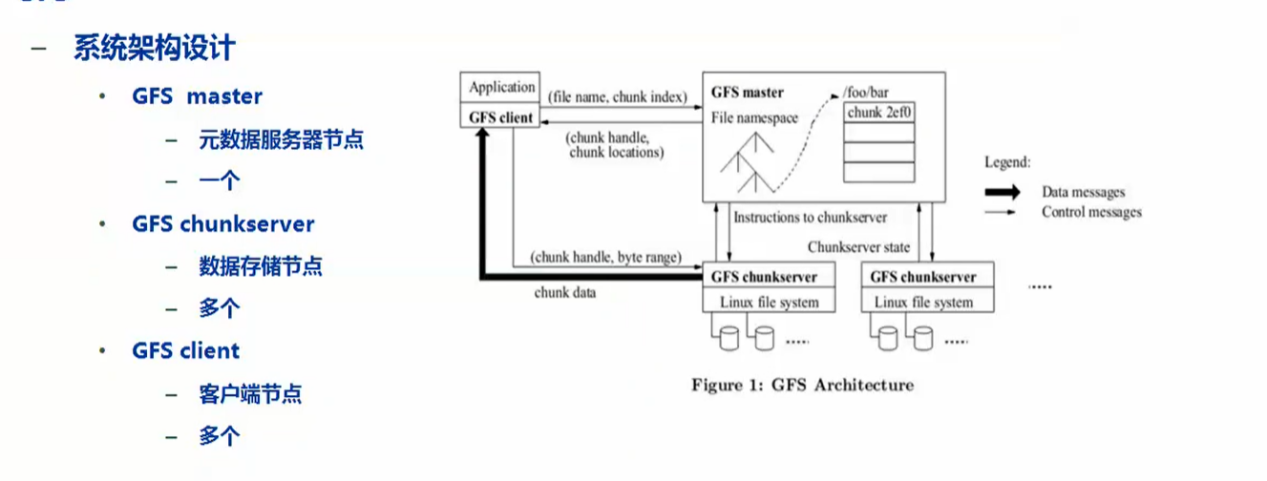 – 系统架构设计
• GFS master
– 元数据服务器节点
– 一个
• GFS chunkserver
– 数据存储节点
– 多个
• GFS client
– 客户端节点
– 多个
Application
GFS client
(file name, chunk index)
(chunk handle,
chunk locations)
GFS master
File namespace
/foo/bar
chunk 2ef0
Legend:
Data messages
Control messages
Instructions to chunkserver
Chunkserver state
(chunk handle, byte range)
chunk data
GFS chunkserver
Linux file system
GFS chunkserver
Linux file system
.....
.....
.....
Figure 1: GFS Architecture